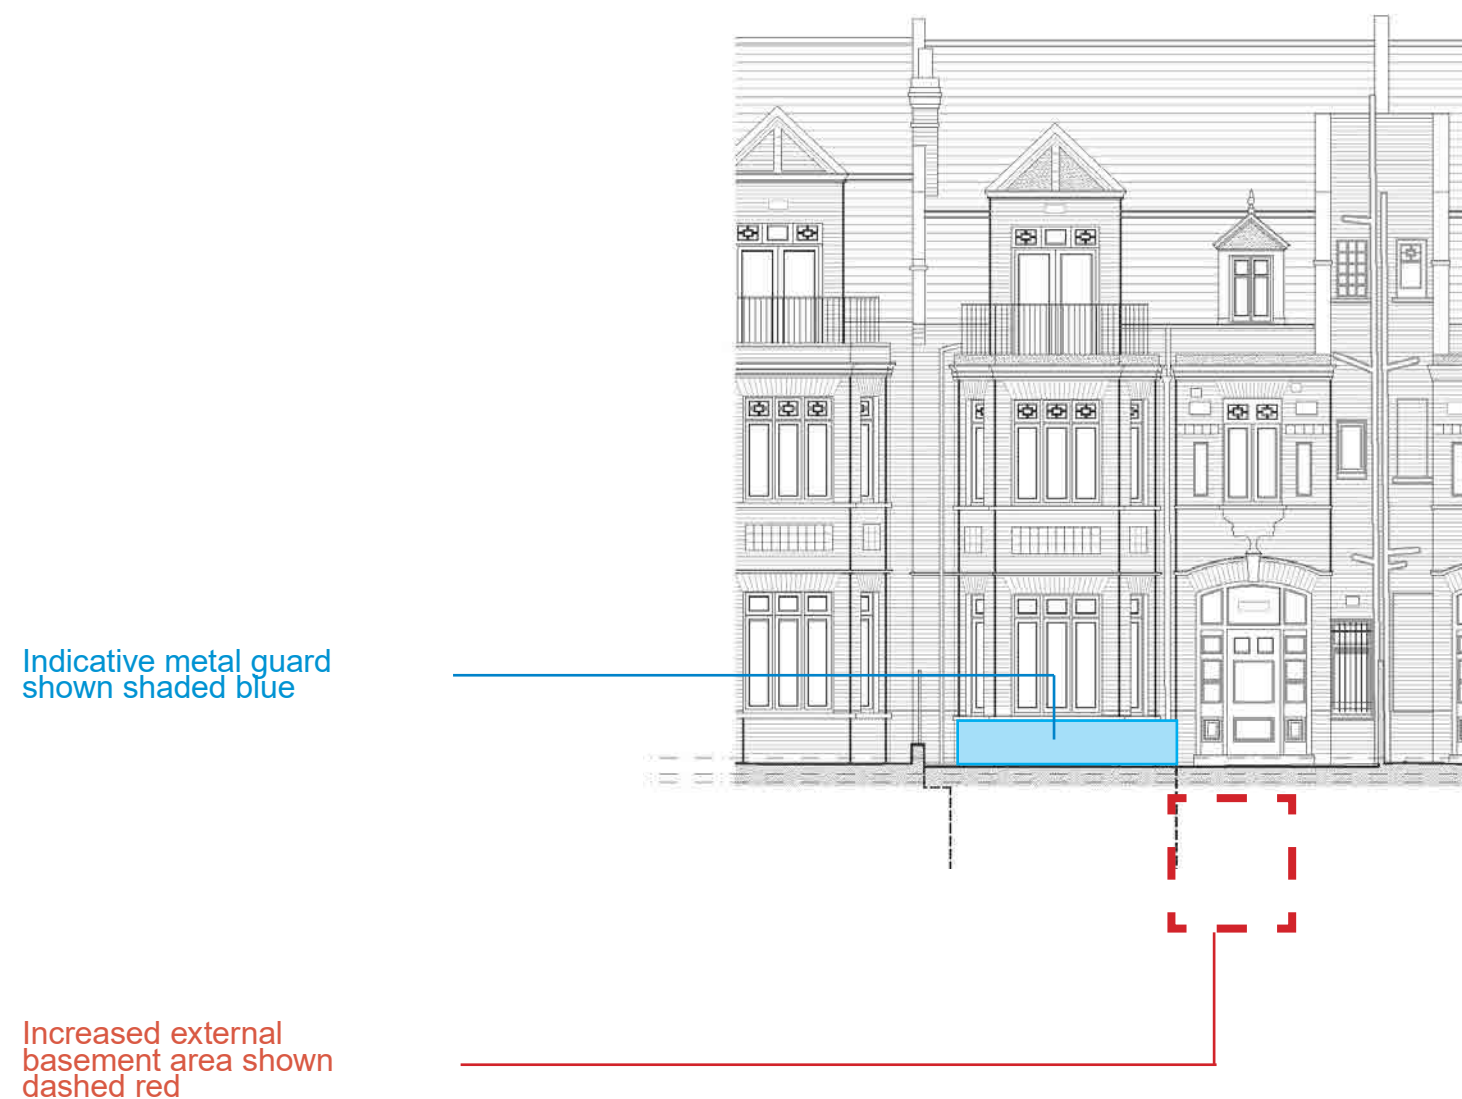 Indicative metal guard
shown shaded blue
Increased external
basement area shown
dashed red